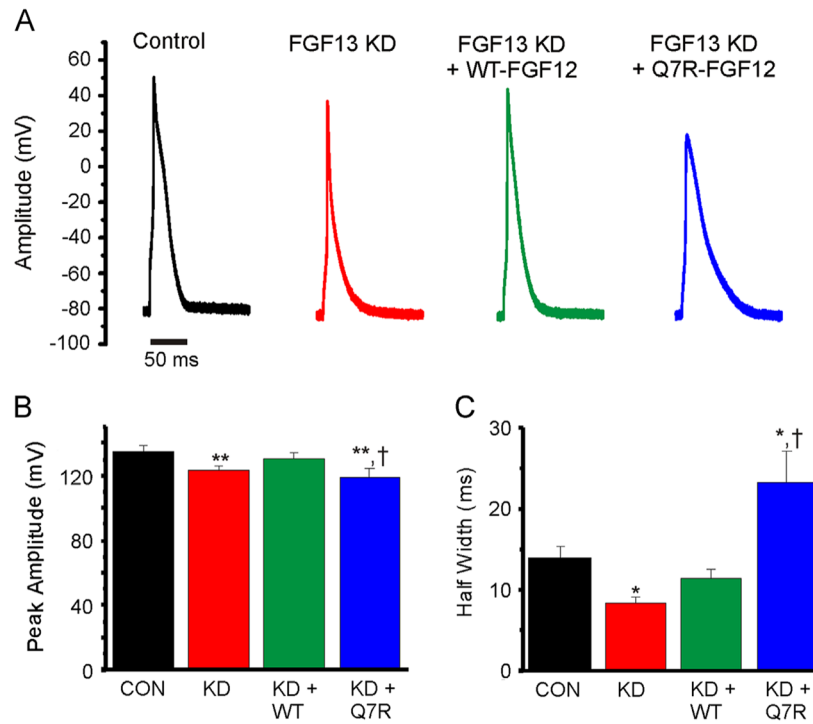 A
Control
FGF13 KD
FGF13 KD
+ WT-FGF12
FGF13 KD
+ Q7R-FGF12
Amplitude (mV)
60
40
20
0
-20
-40
-60
-80
-100
50 ms
B
Peak Amplitude (mV)
120
80
40
0
**
**,†
CON
KD
KD +
WT
KD +
Q7R
C
Half Width (ms)
30
20
10
0
*
*,†
CON
KD
KD +
WT
KD +
Q7R